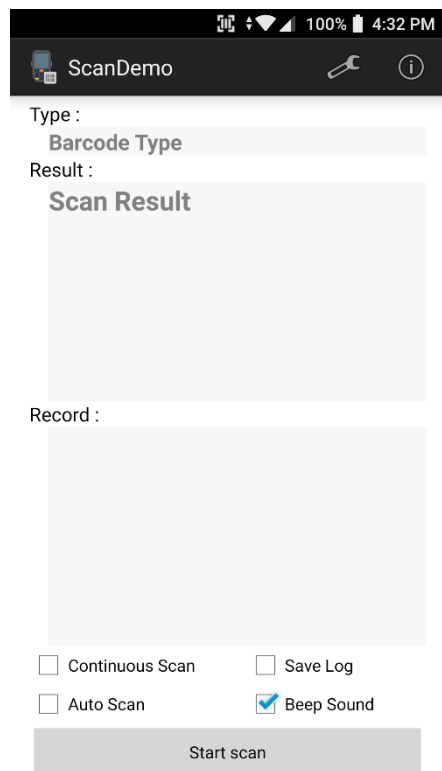 100% 4:32 PM
ScanDemo
Type :
Barcode Type
Result :
Scan Result
Record :
Continuous Scan Save Log
Auto Scan Beep Sound
Start scan